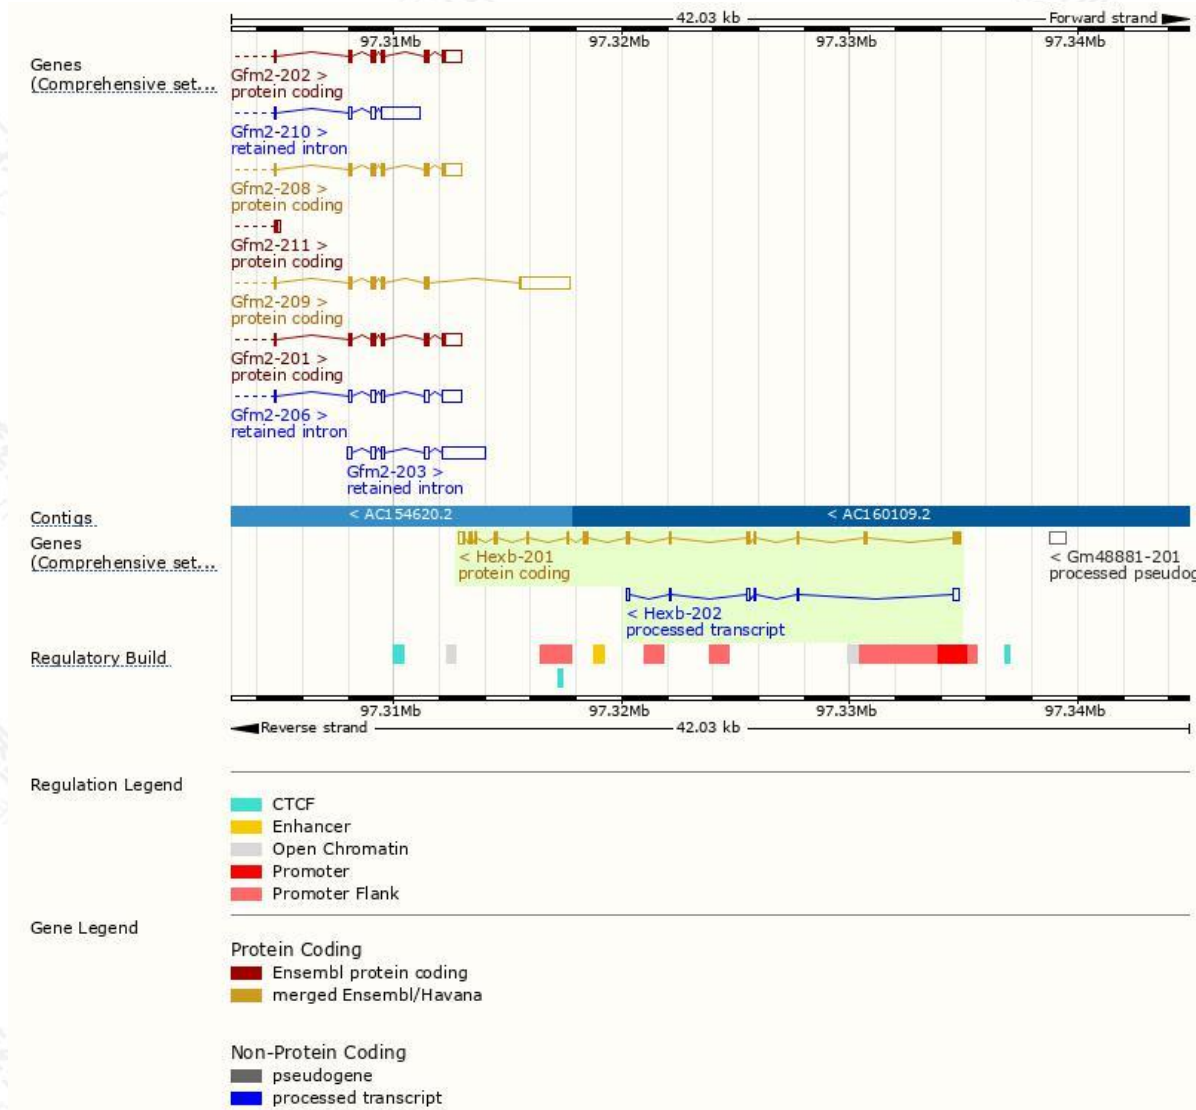 42.03 kb
Forward strand
97.31Mb 97.32Mb 97.33Mb 97.34Mb
Genes
(Comprehensive set...
Gfm2-202 >
protein coding
Gfm2-210 >
retained intron
Gfm2-208 >
protein coding
Gfm2-211 >
protein coding
Gfm2-209 >
protein coding
Gfm2-201 >
protein coding
Gfm2-206 >
retained intron
Gfm2-203 >
retained intron
Contigs
< AC154620.2
< AC160109.2
Genes
(Comprehensive set...
< Hexb-201
protein coding
< Gm48881-201
processed pseudog
< Hexb-202
processed transcript
Regulatory Build
97.31Mb 97.32Mb 97.33Mb 97.34Mb
Reverse strand
42.03 kb
Regulation Legend
CTCF
Enhancer
Open Chromatin
Promoter
Promoter Flank
Gene Legend
Protein Coding
Ensembl protein coding
merged Ensembl/Havana
Non-Protein Coding
pseudogene
processed transcript